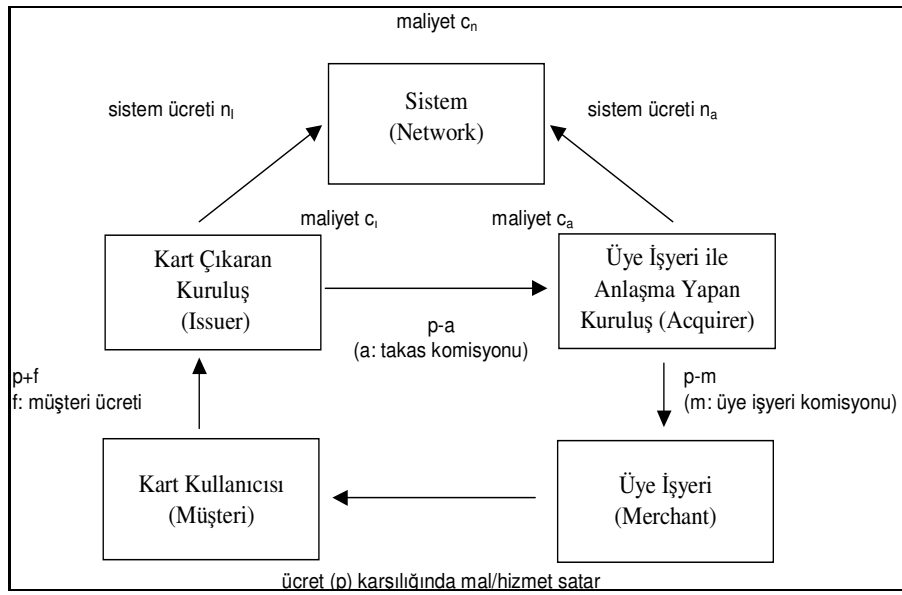 maliyet cₙ
Sistem
(Network)
sistem ücreti nₗ
sistem ücreti nₐ
maliyet cᵢ
maliyet cₐ
Kart Çıkaran
Kuruluş
(Issuer)
Üye İşyeri ile
Anlaşma Yapan
Kuruluş (Acquirer)
p-a
(a: takas komisyonu)
p+f
f: müşteri ücreti
p-m
(m: üye işyeri komisyonu)
Kart Kullanıcısı
(Müşteri)
Üye İşyeri
(Merchant)
ücret (p) karşılığında mal/hizmet satar